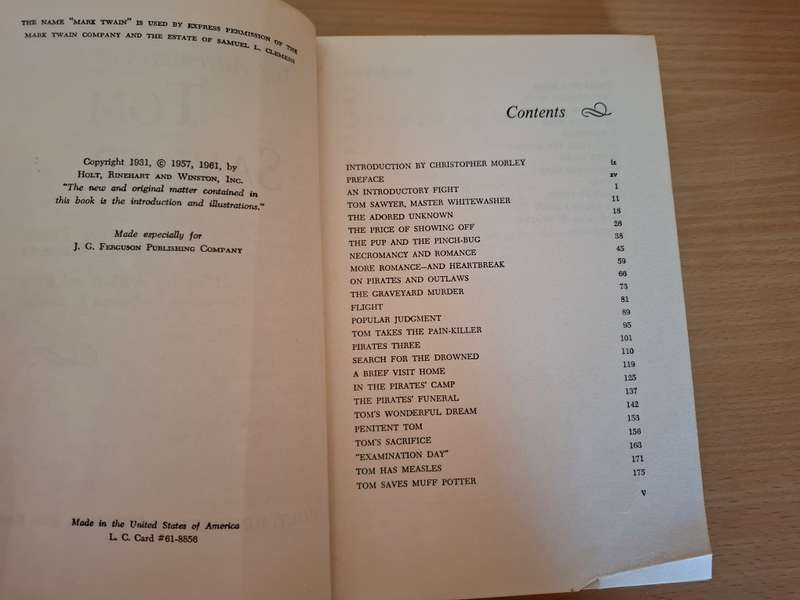 THE NAME "MARK TWAIN" IS USED BY EXPRESS PERMISSION OF THE
MARK TWAIN COMPANY AND THE ESTATE OF SAMUEL L. CLEMENS
Copyright 1931, © 1957, 1961, by
HOLT, RINEHART AND WINSTON, INC.
"The new and original matter contained in
this book is the introduction and illustrations."
Made especially for
J. G. FERGUSON PUBLISHING COMPANY
Made in the United States of America
L. C. Card #61-8856
Contents
INTRODUCTION BY CHRISTOPHER MORLEY ix
PREFACE xv
AN INTRODUCTORY FIGHT 1
TOM SAWYER, MASTER WHITEWASHER 11
THE ADORED UNKNOWN 18
THE PRICE OF SHOWING OFF 28
THE PUP AND THE PINCH-BUG 38
NECROMANCY AND ROMANCE 45
MORE ROMANCE—AND HEARTBREAK 59
ON PIRATES AND OUTLAWS 66
THE GRAVEYARD MURDER 73
FLIGHT 81
POPULAR JUDGMENT 89
TOM TAKES THE PAIN-KILLER 95
PIRATES THREE 101
SEARCH FOR THE DROWNED 110
A BRIEF VISIT HOME 119
IN THE PIRATES' CAMP 125
THE PIRATES' FUNERAL 137
TOM'S WONDERFUL DREAM 142
PENITENT TOM 153
TOM'S SACRIFICE 156
"EXAMINATION DAY" 163
TOM HAS MEASLES 171
TOM SAVES MUFF POTTER 175
V